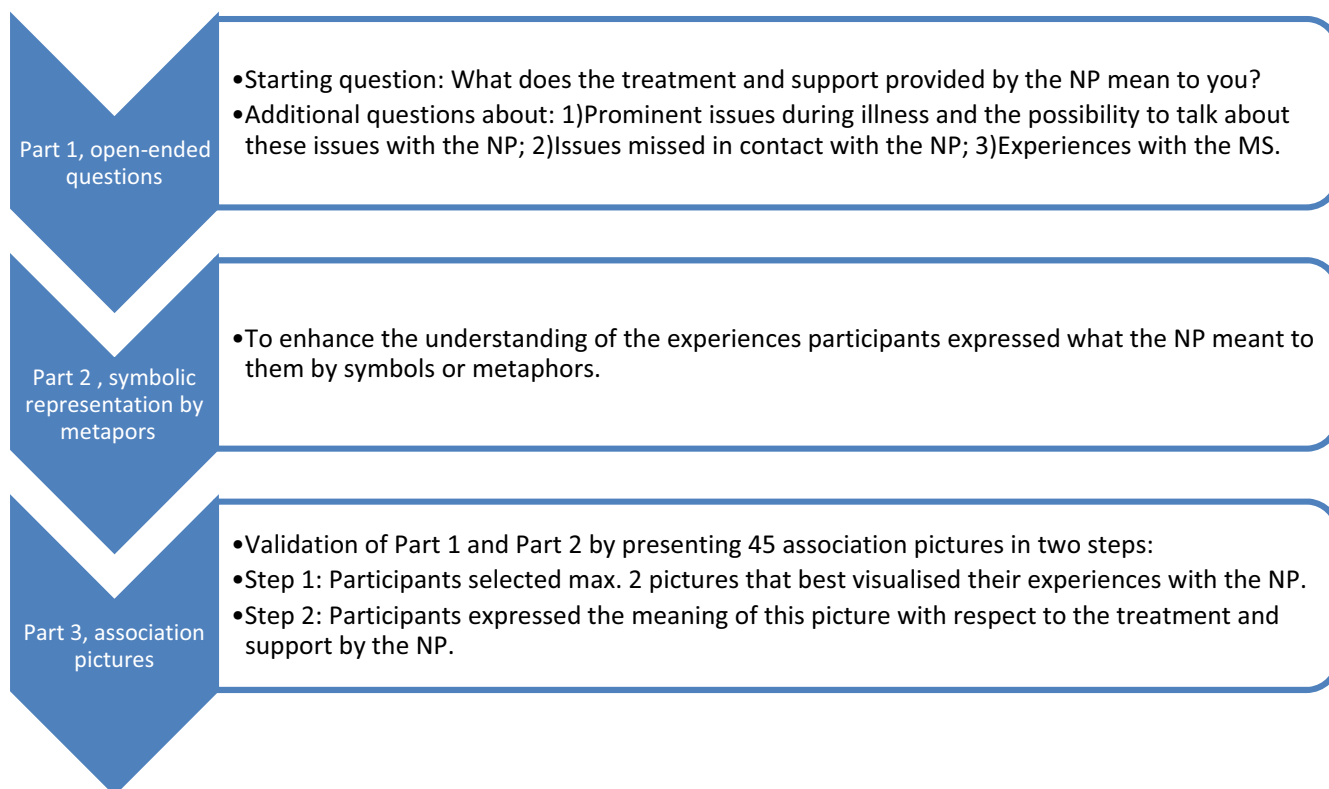 Part 1, open-ended
questions
•Starting question: What does the treatment and support provided by the NP mean to you?
•Additional questions about: 1)Prominent issues during illness and the possibility to talk about
these issues with the NP; 2)Issues missed in contact with the NP; 3)Experiences with the MS.
Part 2 , symbolic
representation by
metapors
•To enhance the understanding of the experiences participants expressed what the NP meant to
them by symbols or metaphors.
Part 3, association
pictures
•Validation of Part 1 and Part 2 by presenting 45 association pictures in two steps:
•Step 1: Participants selected max. 2 pictures that best visualised their experiences with the NP.
•Step 2: Participants expressed the meaning of this picture with respect to the treatment and
support by the NP.